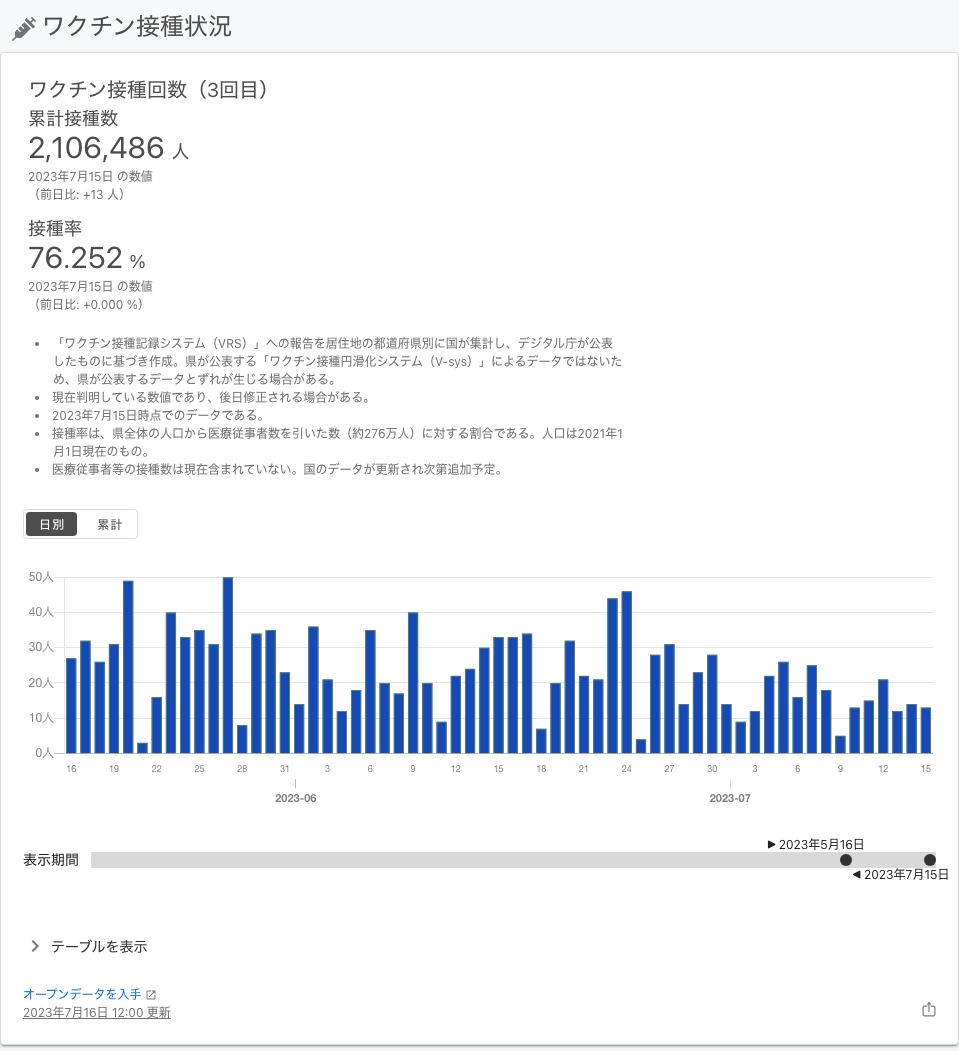 ワクチン接種状況
ワクチン接種回数（3回目）
累計接種数
2,106,486 人
2023年7月15日 の数値
（前日比: +13 人）
接種率
76.252 %
2023年7月15日 の数値
（前日比: +0.000 %）
• 「ワクチン接種記録システム（VRS）」への報告を居住地の都道府県別に国が集計し、デジタル庁が公表
したものに基づき作成。県が公表する「ワクチン接種円滑化システム（V-sys）」によるデータではないた
め、県が公表するデータとずれが生じる場合がある。
• 現在判明している数値であり、後日修正される場合がある。
• 2023年7月15日時点でのデータである。
• 接種率は、県全体の人口から医療従事者数を引いた数（約276万人）に対する割合である。人口は2021年1
月1日現在のもの。
• 医療従事者等の接種数は現在含まれていない。国のデータが更新され次第追加予定。
日別 累計
50人
40人
30人
20人
10人
0人
16 19 22 25 28 31 3 6 9 12 15 18 21 24 27 30 3 6 9 12 15
2023-06 2023-07
▶ 2023年5月16日
表示期間
◀ 2023年7月15日
テーブルを表示
オープンデータを入手
2023年7月16日 12:00 更新